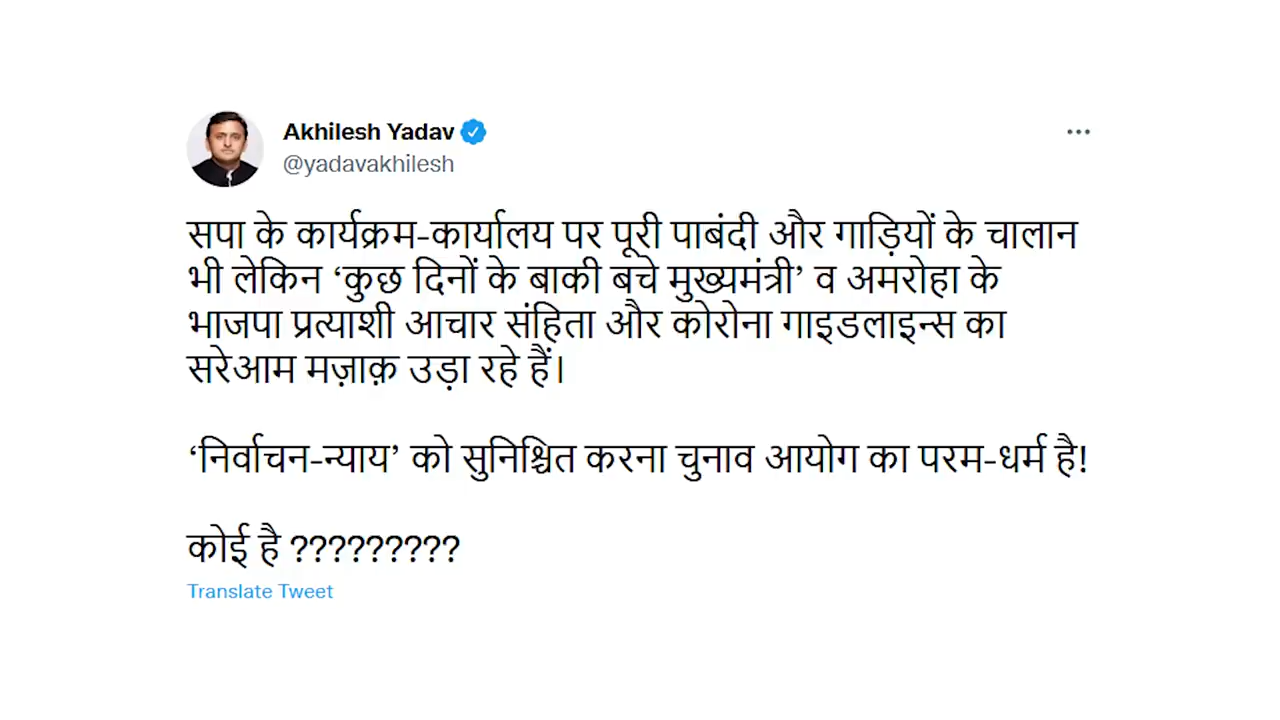 Akhilesh Yadav
@yadavakhilesh
सपा के कार्यक्रम-कार्यालय पर पूरी पाबंदी और गाड़ियों के चालान
भी लेकिन ‘कुछ दिनों के बाकी बचे मुख्यमंत्री’ व अमरोहा के
भाजपा प्रत्याशी आचार संहिता और कोरोना गाइडलाइन्स का
सरेआम मज़ाक़ उड़ा रहे हैं।
‘निर्वाचन-न्याय’ को सुनिश्चित करना चुनाव आयोग का परम-धर्म है!
कोई है ?????????
Translate Tweet